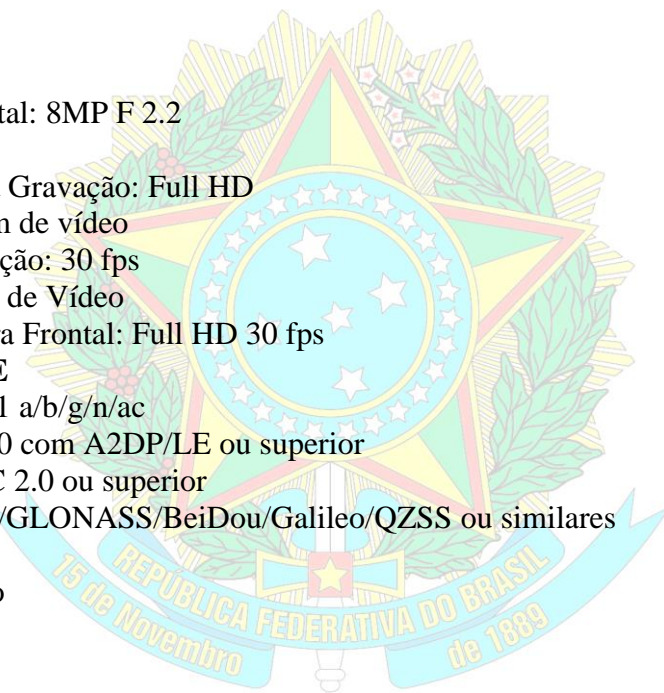 tal: 8MP F 2.2
Gravação: Full HD
n de vídeo
ção: 30 fps
de Vídeo
ra Frontal: Full HD 30 fps
E
1 a/b/g/n/ac
0 com A2DP/LE ou superior
C 2.0 ou superior
/GLONASS/BeiDou/Galileo/QZSS ou similares
o
REPÚBLICA FEDERATIVA DO BRASIL
15 de Novembro de 1889